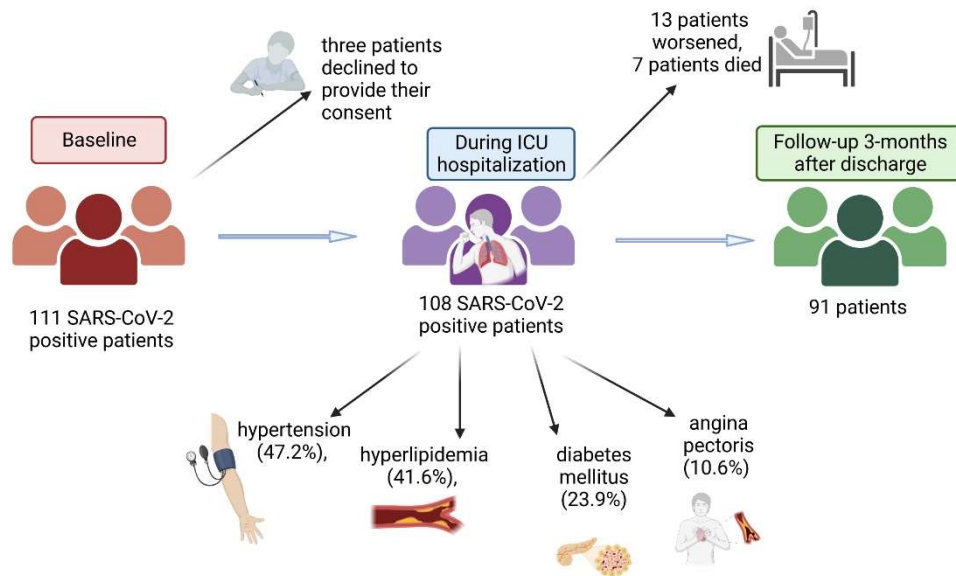 three patients
declined to
provide their
consent
13 patients
worsened,
7 patients died
Baseline
During ICU
hospitalization
Follow-up 3-months
after discharge
111 SARS-CoV-2
positive patients
108 SARS-CoV-2
positive patients
91 patients
hypertension
(47.2%),
hyperlipidemia
(41.6%),
diabetes
mellitus
(23.9%)
angina
pectoris
(10.6%)